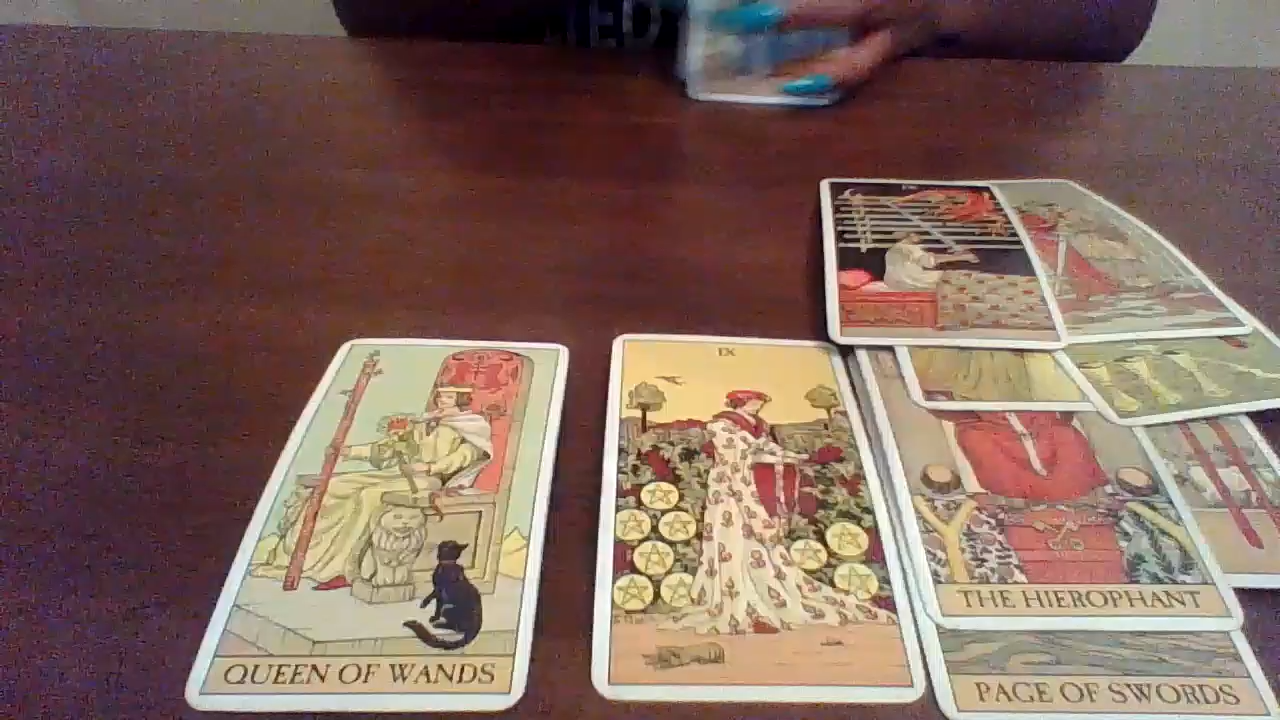 IX
QUEEN OF WANDS
THE HIEROPHANT
PAGE OF SWORDS